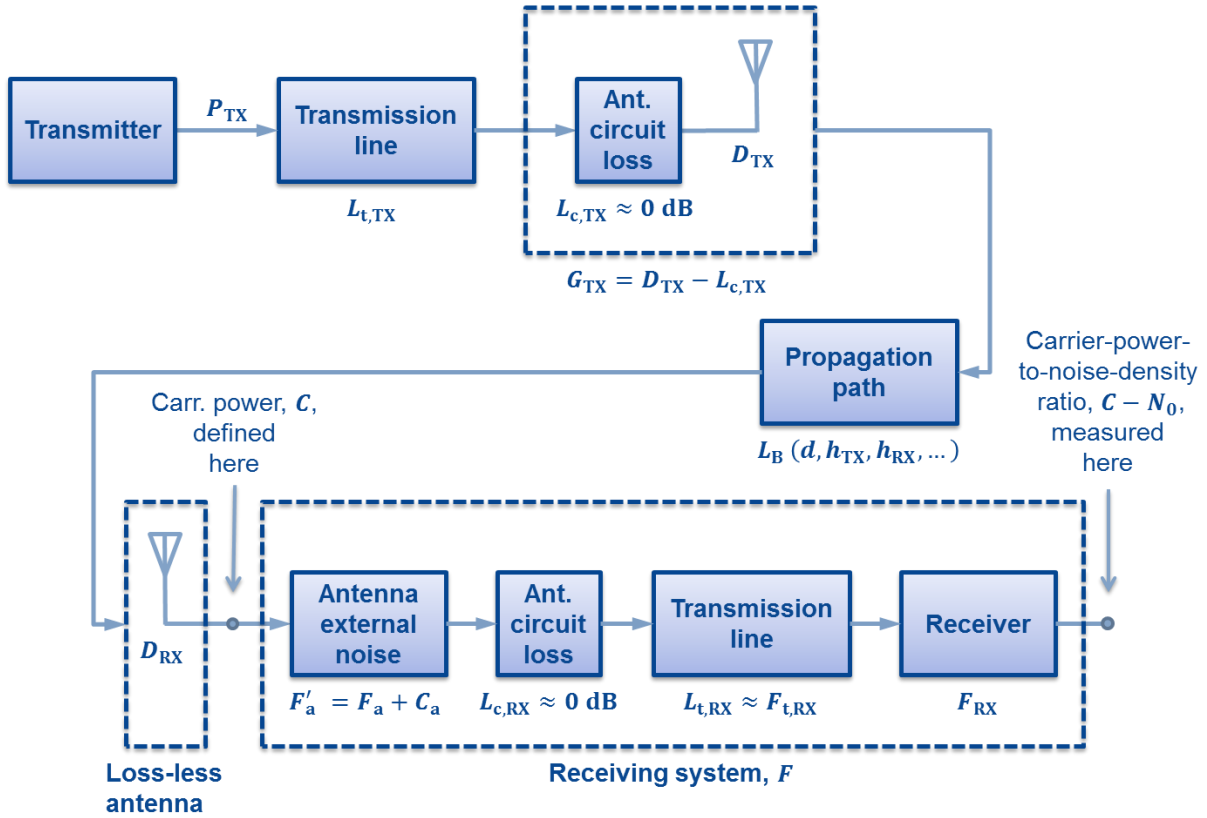 Transmitter
P_TX
Transmission
line
L_t,TX
Ant.
circuit
loss
L_c,TX ≈ 0 dB
D_TX
G_TX = D_TX − L_c,TX
Propagation
path
L_B (d, h_TX, h_RX, …)
Carrier-power-
to-noise-density
ratio, C − N_0,
measured
here
Carr. power, C,
defined
here
D_RX
Loss-less
antenna
Antenna
external
noise
F′_a = F_a + C_a
Ant.
circuit
loss
L_c,RX ≈ 0 dB
Transmission
line
L_t,RX ≈ F_t,RX
Receiver
F_RX
Receiving system, F